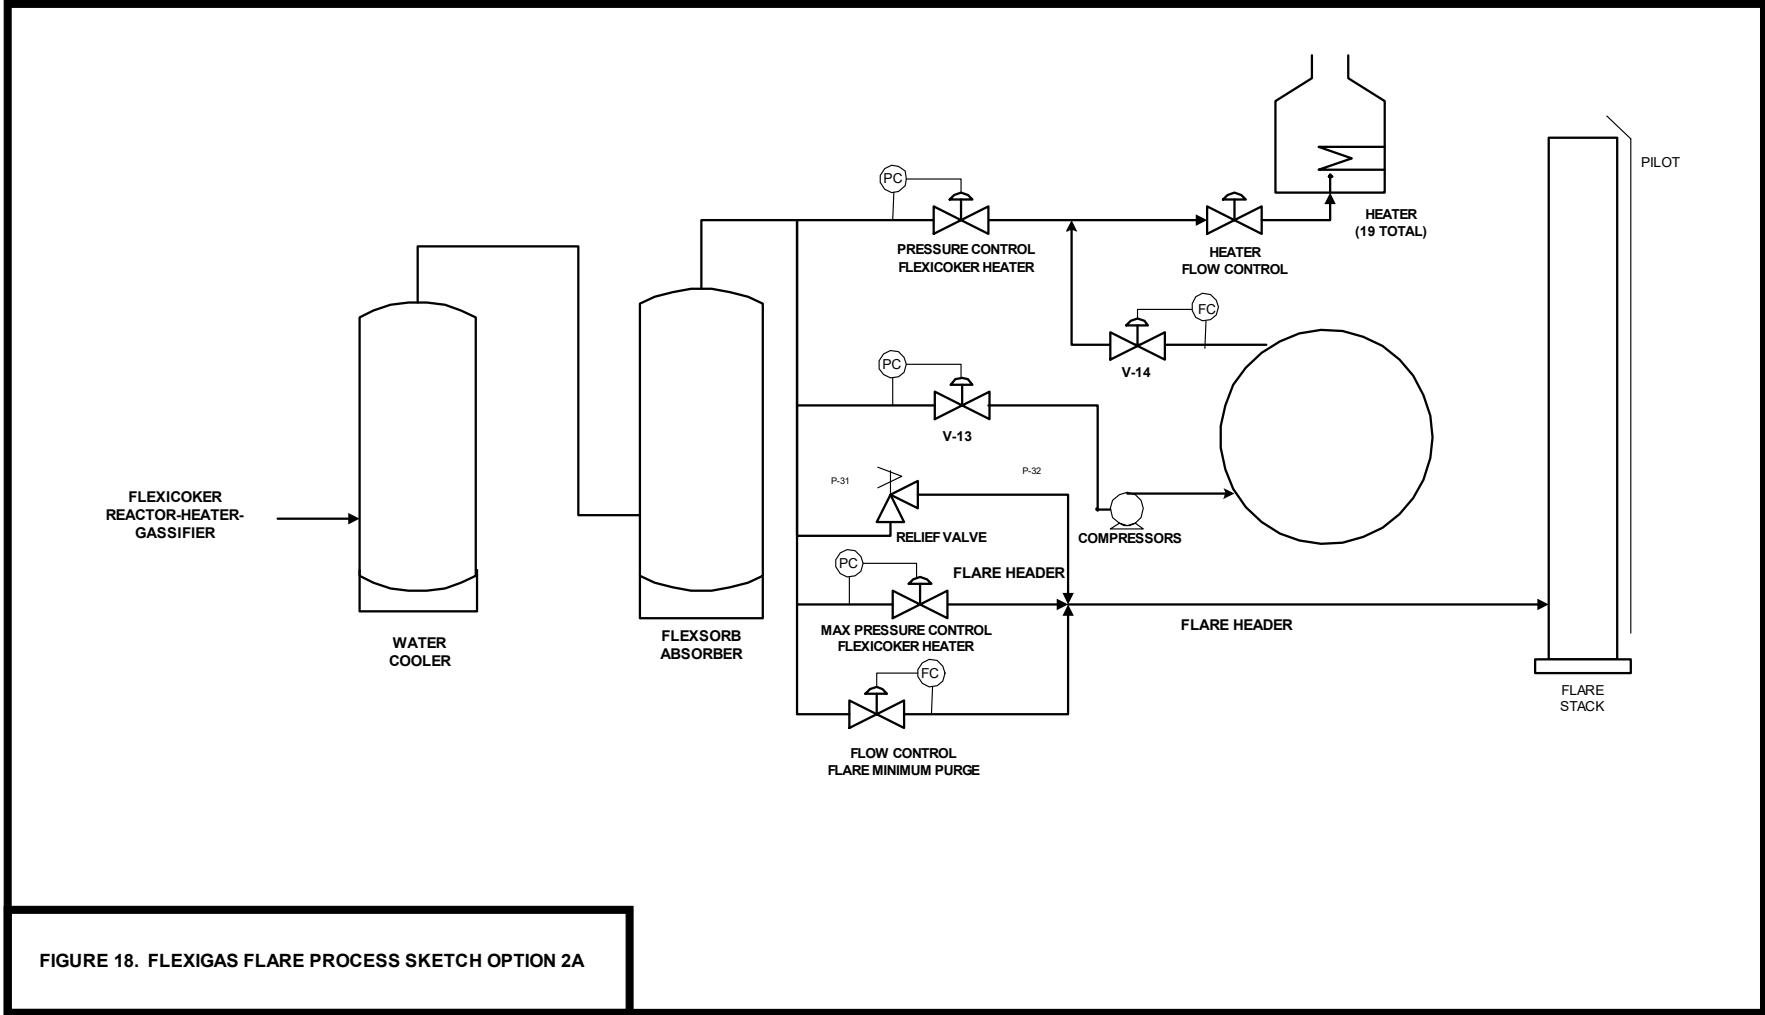 PILOT
PC
HEATER
(19 TOTAL)
PRESSURE CONTROL
FLEXICOKER HEATER
HEATER
FLOW CONTROL
FC
PC
V-14
V-13
P-31
P-32
FLEXICOKER
REACTOR-HEATER-
GASSIFIER
RELIEF VALVE
COMPRESSORS
PC
FLARE HEADER
MAX PRESSURE CONTROL
FLEXICOKER HEATER
FLARE HEADER
WATER
COOLER
FLEXSORB
ABSORBER
FC
FLARE
STACK
FLOW CONTROL
FLARE MINIMUM PURGE
FIGURE 18. FLEXIGAS FLARE PROCESS SKETCH OPTION 2A